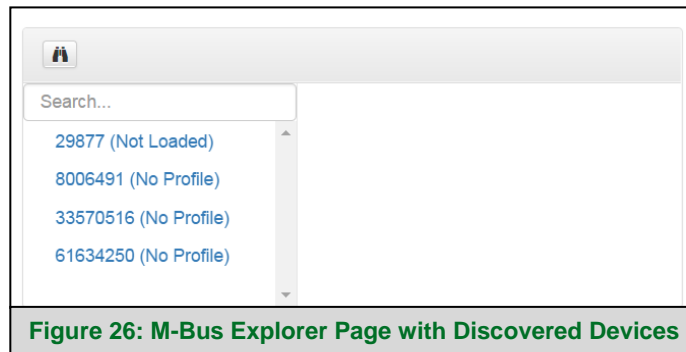 Search...
29877 (Not Loaded)
8006491 (No Profile)
33570516 (No Profile)
61634250 (No Profile)
Figure 26: M-Bus Explorer Page with Discovered Devices